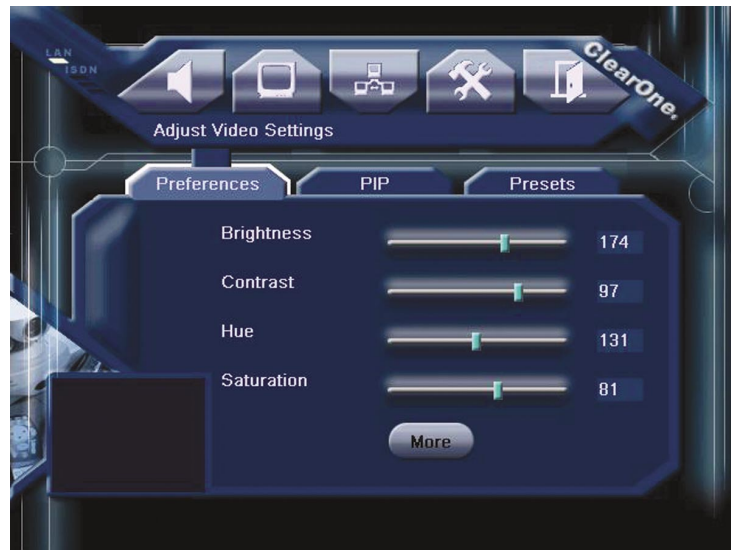 LAN
ISDN
ClearOne.
Adjust Video Settings
Preferences PIP Presets
Brightness 174
Contrast 97
Hue 131
Saturation 81
More